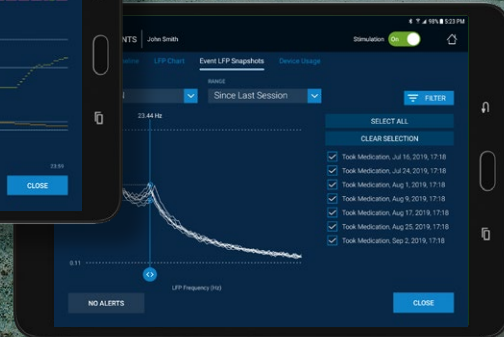 98% 5:23 PM
NTS John Smith
Stimulation On
LFP Chart Event LFP Snapshots Device Usage
RANGE
Since Last Session
FILTER
SELECT ALL
CLEAR SELECTION
23.44 Hz
Took Medication, Jul 16, 2019, 17:18
Took Medication, Jul 24, 2019, 17:18
Took Medication, Aug 1, 2019, 17:18
Took Medication, Aug 9, 2019, 17:18
Took Medication, Aug 17, 2019, 17:18
Took Medication, Aug 25, 2019, 17:18
Took Medication, Sep 2, 2019, 17:18
0.11
LFP Frequency (Hz)
NO ALERTS
CLOSE
23:59
CLOSE